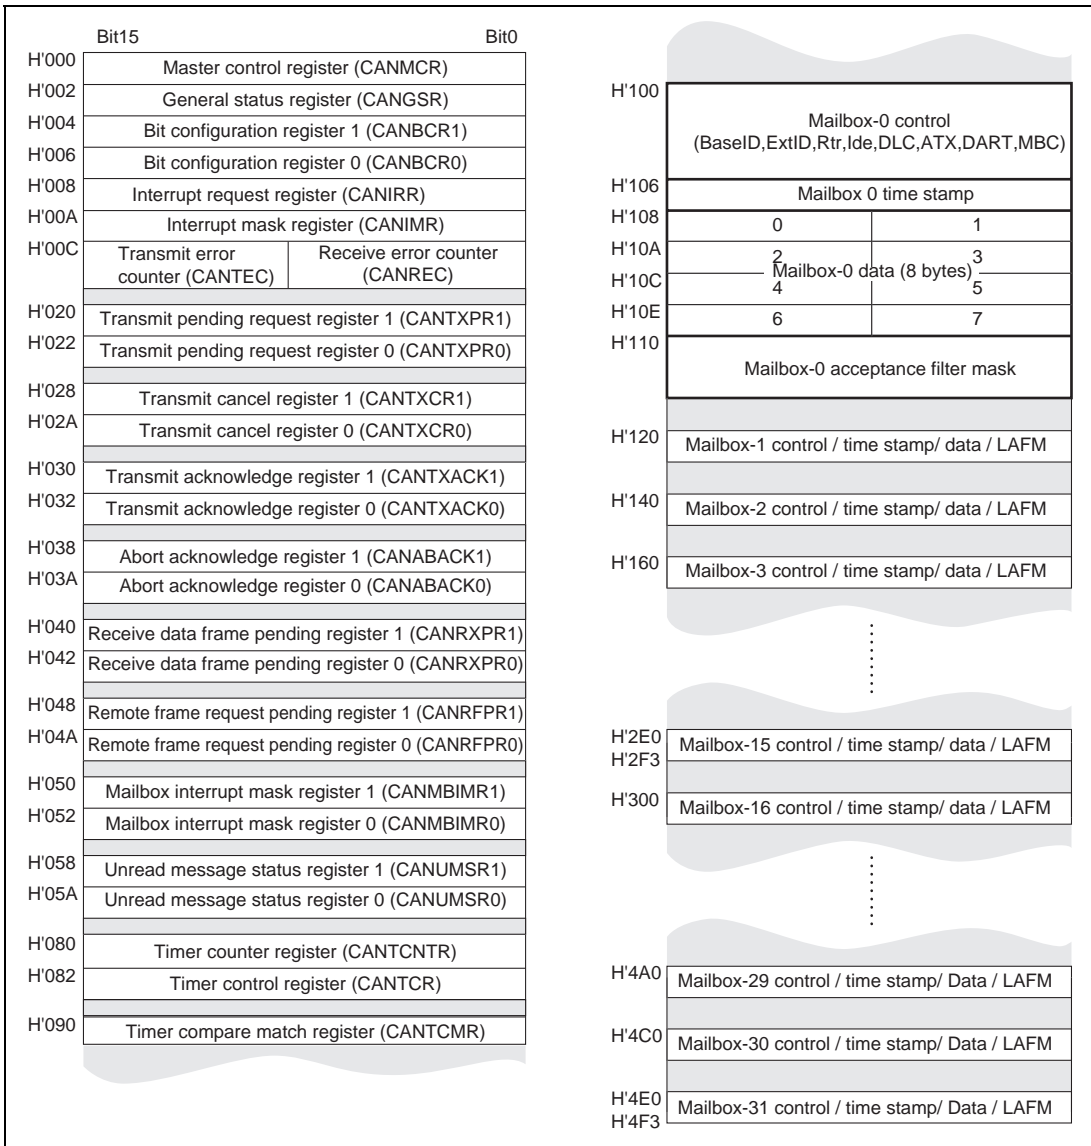 Bit15 Bit0
H'000 Master control register (CANMCR)
H'002 General status register (CANGSR)
H'004 Bit configuration register 1 (CANBCR1)
H'006 Bit configuration register 0 (CANBCR0)
H'008 Interrupt request register (CANIRR)
H'00A Interrupt mask register (CANIMR)
H'00C Transmit error counter (CANTEC) Receive error counter (CANREC)
H'020 Transmit pending request register 1 (CANTXPR1)
H'022 Transmit pending request register 0 (CANTXPR0)
H'028 Transmit cancel register 1 (CANTXCR1)
H'02A Transmit cancel register 0 (CANTXCR0)
H'030 Transmit acknowledge register 1 (CANTXACK1)
H'032 Transmit acknowledge register 0 (CANTXACK0)
H'038 Abort acknowledge register 1 (CANABACK1)
H'03A Abort acknowledge register 0 (CANABACK0)
H'040 Receive data frame pending register 1 (CANRXPR1)
H'042 Receive data frame pending register 0 (CANRXPR0)
H'048 Remote frame request pending register 1 (CANRFPR1)
H'04A Remote frame request pending register 0 (CANRFPR0)
H'050 Mailbox interrupt mask register 1 (CANMBIMR1)
H'052 Mailbox interrupt mask register 0 (CANMBIMR0)
H'058 Unread message status register 1 (CANUMSR1)
H'05A Unread message status register 0 (CANUMSR0)
H'080 Timer counter register (CANTCNTR)
H'082 Timer control register (CANTCR)
H'090 Timer compare match register (CANTCMR)
H'100 Mailbox-0 control
(BaseID,ExtID,Rtr,Ide,DLC,ATX,DART,MBC)
H'106 Mailbox 0 time stamp
H'108 0 1
H'10A 2 3
Mailbox-0 data (8 bytes)
H'10C 4 5
H'10E 6 7
H'110 Mailbox-0 acceptance filter mask
H'120 Mailbox-1 control / time stamp/ data / LAFM
H'140 Mailbox-2 control / time stamp/ data / LAFM
H'160 Mailbox-3 control / time stamp/ data / LAFM
H'2E0 Mailbox-15 control / time stamp/ data / LAFM
H'2F3
H'300 Mailbox-16 control / time stamp/ data / LAFM
H'4A0 Mailbox-29 control / time stamp/ Data / LAFM
H'4C0 Mailbox-30 control / time stamp/ Data / LAFM
H'4E0 Mailbox-31 control / time stamp/ Data / LAFM
H'4F3